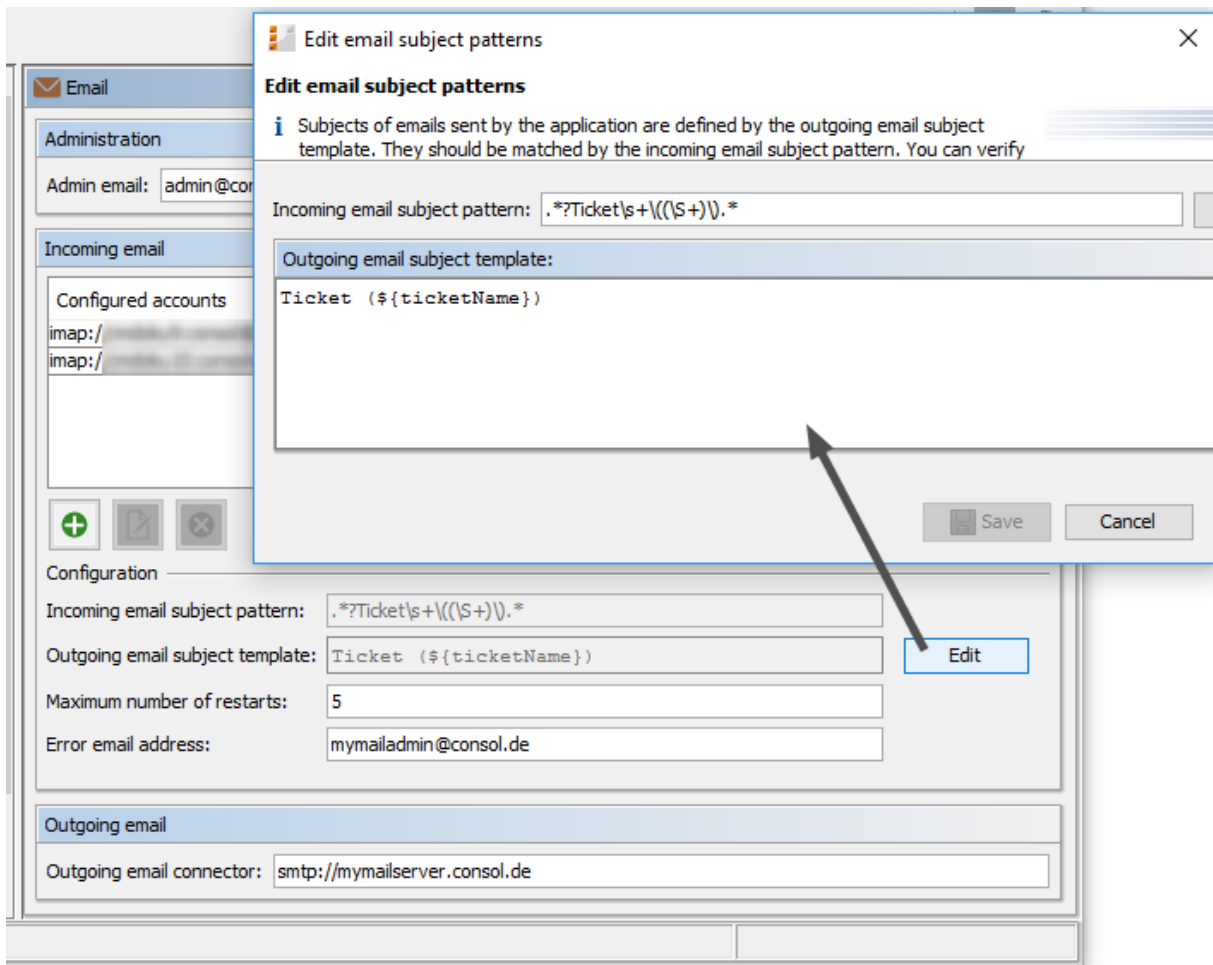 Edit email subject patterns
Edit email subject patterns
i Subjects of emails sent by the application are defined by the outgoing email subject
template. They should be matched by the incoming email subject pattern. You can verify
Incoming email subject pattern: .*?Ticket\s+\((\S+)\).*
Outgoing email subject template:
Ticket (${ticketName})
Save Cancel
Email
Administration
Admin email: admin@con
Incoming email
Configured accounts
imap:/
imap:/
Configuration
Incoming email subject pattern: .*?Ticket\s+\((\S+)\).*
Outgoing email subject template: Ticket (${ticketName}) Edit
Maximum number of restarts: 5
Error email address: mymailadmin@consol.de
Outgoing email
Outgoing email connector: smtp://mymailserver.consol.de